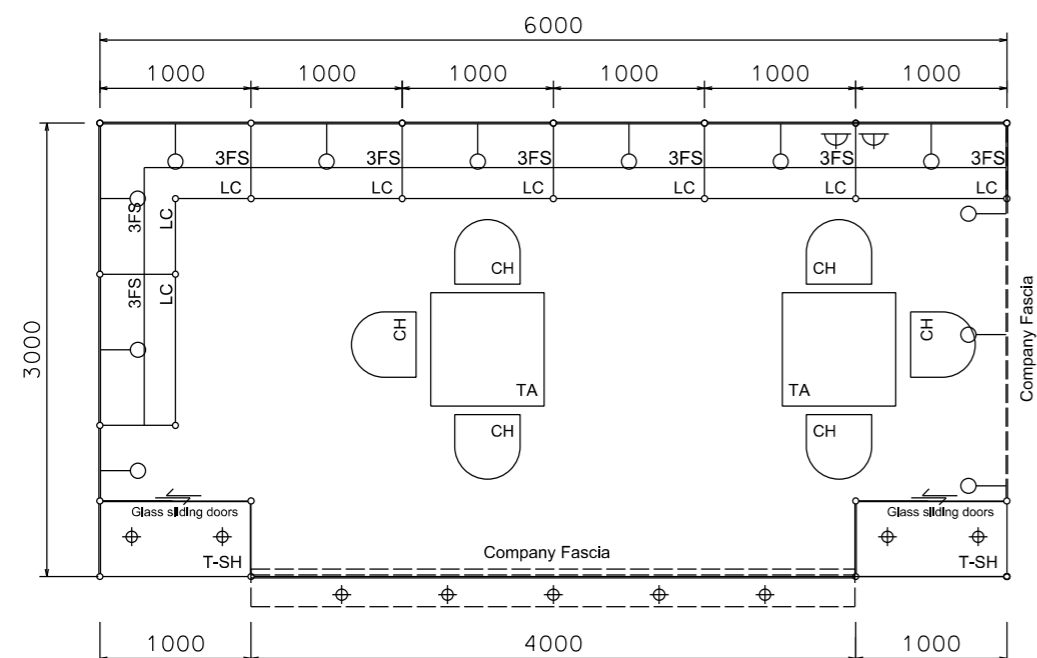 6000
1000 1000 1000 1000 1000 1000
3FS 3FS 3FS 3FS 3FS 3FS
LC LC LC LC LC LC
3FS LC
3FS LC
CH CH
CH CH
TA TA
CH CH
3000
Company Fascia
Glass sliding doors Glass sliding doors
T-SH T-SH
Company Fascia
1000 4000 1000